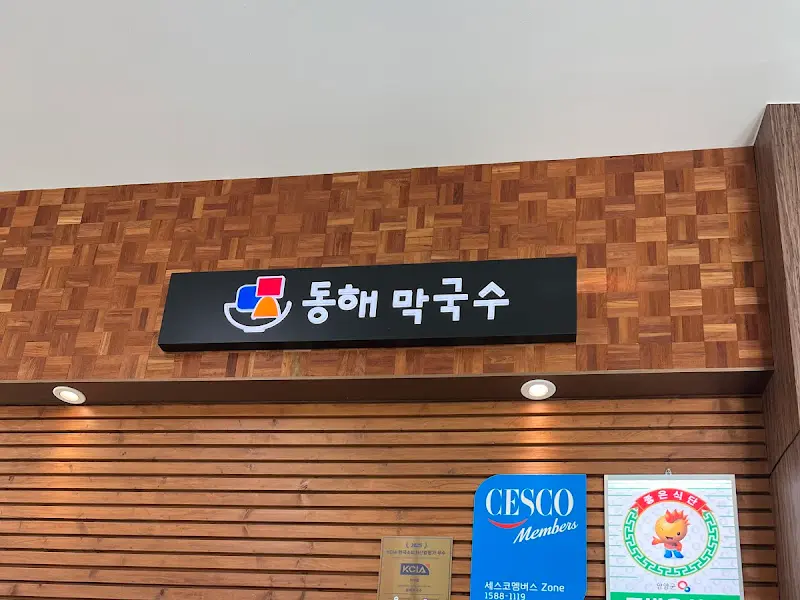 동해 막국수
CESCO
Members
세스코멤버스 Zone
1588-1119
KCIA
좋은식단